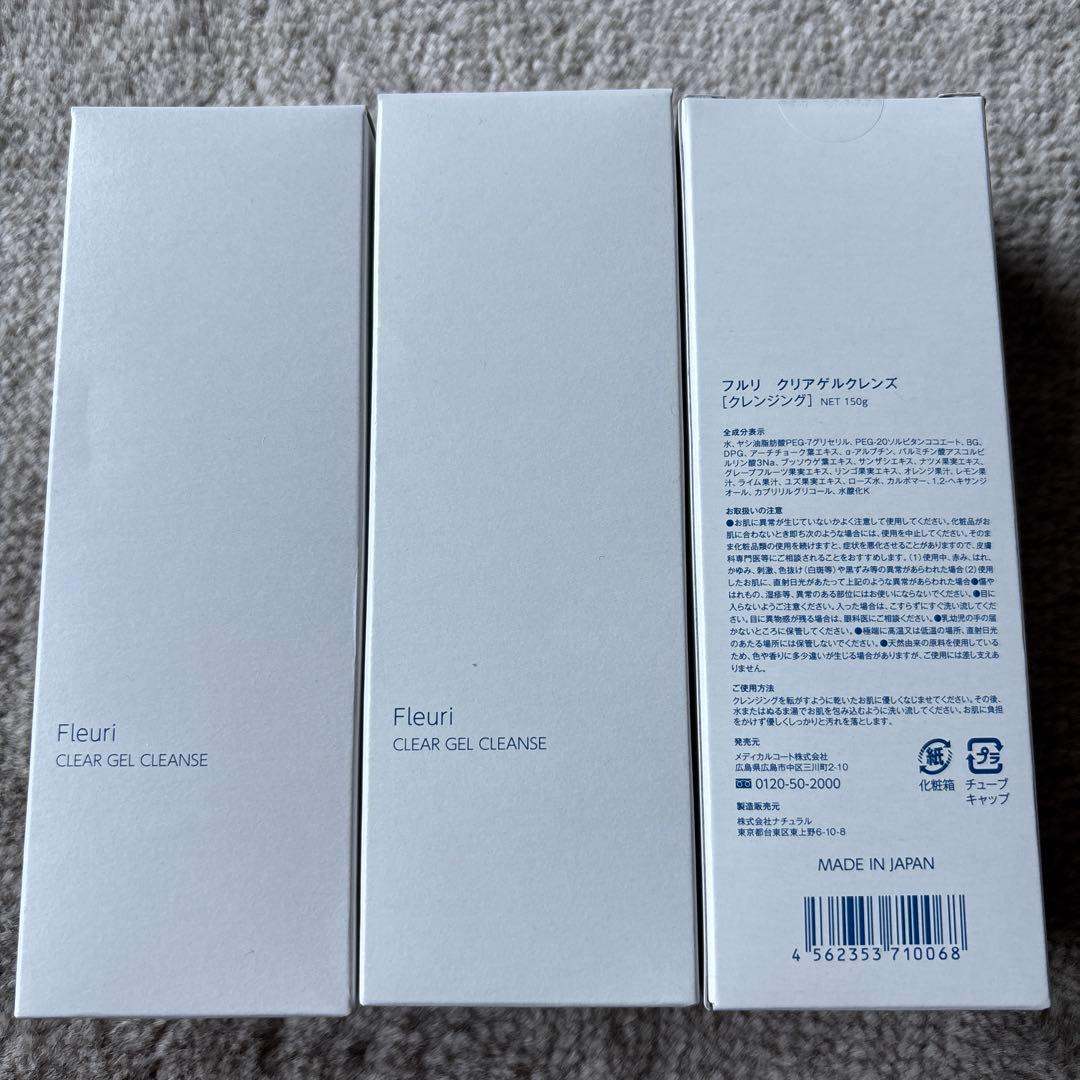 Fleuri
CLEAR GEL CLEANSE
Fleuri
CLEAR GEL CLEANSE
フルリ クリアゲルクレンズ
[クレンジング] NET 150g
全成分表示
水、ヤシ油脂肪酸PEG-7グリセリル、PEG-20ソルビタンココエート、BG、
DPG、アーチチョーク葉エキス、α-アルブチン、パルミチン酸アスコルビ
ルリン酸3Na、ブッソウゲ葉エキス、サンザシエキス、ナツメ果実エキス、
グレープフルーツ果実エキス、リンゴ果実エキス、オレンジ果汁、レモン果
汁、ライム果汁、ユズ果実エキス、ローズ水、カルボマー、1,2-ヘキサンジ
オール、カプリリルグリコール、水酸化K
お取扱いの注意
●お肌に異常が生じていないかよく注意して使用してください。化粧品がお
肌に合わないとき即ち次のような場合には、使用を中止してください。そのま
ま化粧品類の使用を続けますと、症状を悪化させることがありますので、皮膚
科専門医等にご相談されることをおすすめします。(1)使用中、赤み、はれ、
かゆみ、刺激、色抜け(白斑等)や黒ずみ等の異常があらわれた場合(2)使用
したお肌に、直射日光があたって上記のような異常があらわれた場合●傷や
はれもの、湿疹等、異常のある部位にはお使いにならないでください。●目に
入らないようご注意ください。入った場合は、こすらずにすぐ洗い流してくだ
さい。目に異物感が残る場合は、眼科医にご相談ください。●乳幼児の手の届
かないところに保管してください。●極端に高温又は低温の場所、直射日光
のあたる場所には保管しないでください。●天然由来の原料を使用している
ため、色や香りに多少違いが生じる場合がありますが、ご使用には差し支えあ
りません。
ご使用方法
クレンジングを転がすように乾いたお肌に優しくなじませてください。その後、
水またはぬるま湯でお肌を包み込むように洗い流してください。お肌に負担
をかけず優しくしっかりと汚れを落とします。
発売元
メディカルコート株式会社
広島県広島市中区三川町2-10
0120-50-2000
製造販売元
株式会社ナチュラル
東京都台東区東上野6-10-8
紙
化粧箱
プラ
チューブ
キャップ
MADE IN JAPAN
4 562353 710068